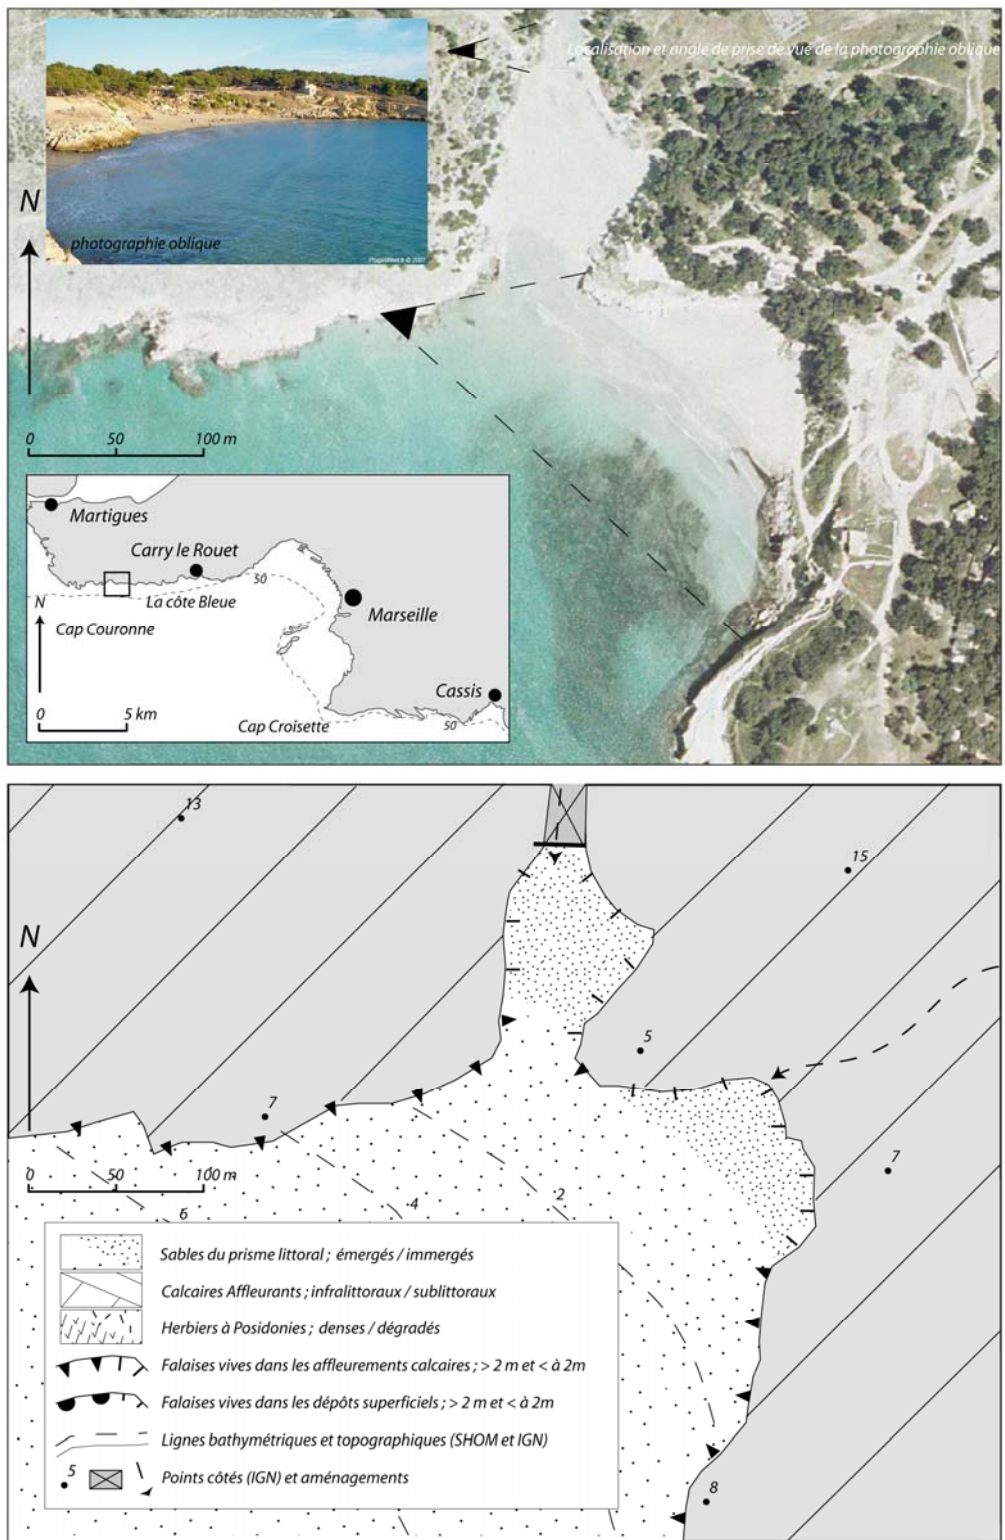 Localisation et angle de prise de vue de la photographie oblique
N
photographie oblique
0 50 100 m
Martigues
Carry le Rouet
50
La côte Bleue
N
Cap Couronne
Marseille
Cassis
0 5 km
Cap Croisette
50
13
15
N
5
7
7
0 50 100 m
2
4
6
Sables du prisme littoral ; émergés / immergés
Calcaires Affleurants ; infralittoraux / sublittoraux
Herbiers à Posidonies ; denses / dégradés
Falaises vives dans les affleurements calcaires ; > 2 m et < à 2m
Falaises vives dans les dépôts superficiels ; > 2 m et < à 2m
Lignes bathymétriques et topographiques (SHOM et IGN)
5
Points côtés (IGN) et aménagements
8